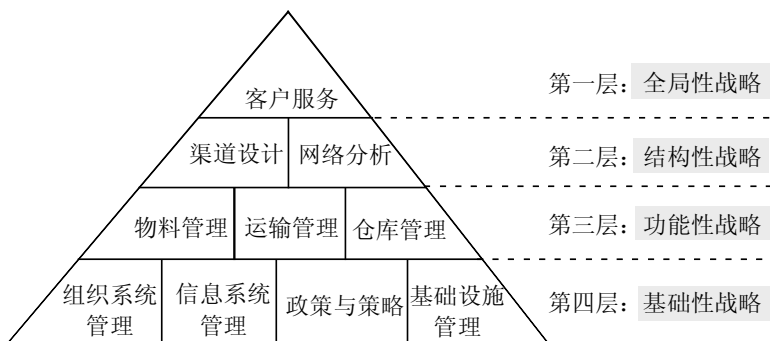 客户服务
第一层：全局性战略
渠道设计 网络分析
第二层：结构性战略
物料管理 运输管理 仓库管理
第三层：功能性战略
组织系统
管理
信息系统
管理
政策与策略
基础设施
管理
第四层：基础性战略